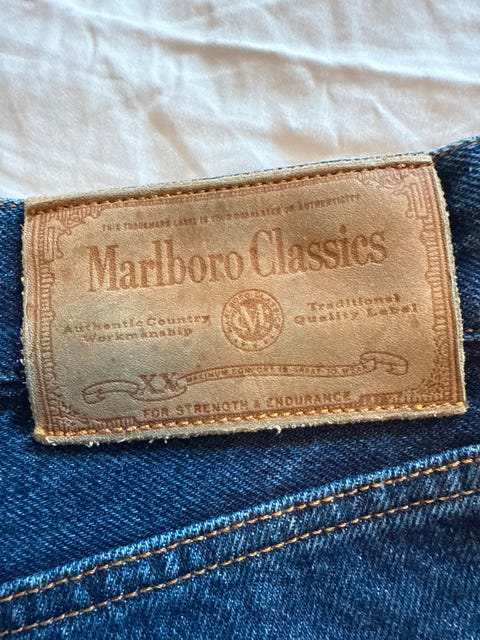 THIS TRADEMARK LABEL IS YOUR GUARANTEE OF AUTHENTICITY
Marlboro Classics
Authentic Country Workmanship
M
Traditional Quality Label
XX MAXIMUM COMFORT IS GREAT TO WEAR
FOR STRENGTH & ENDURANCE